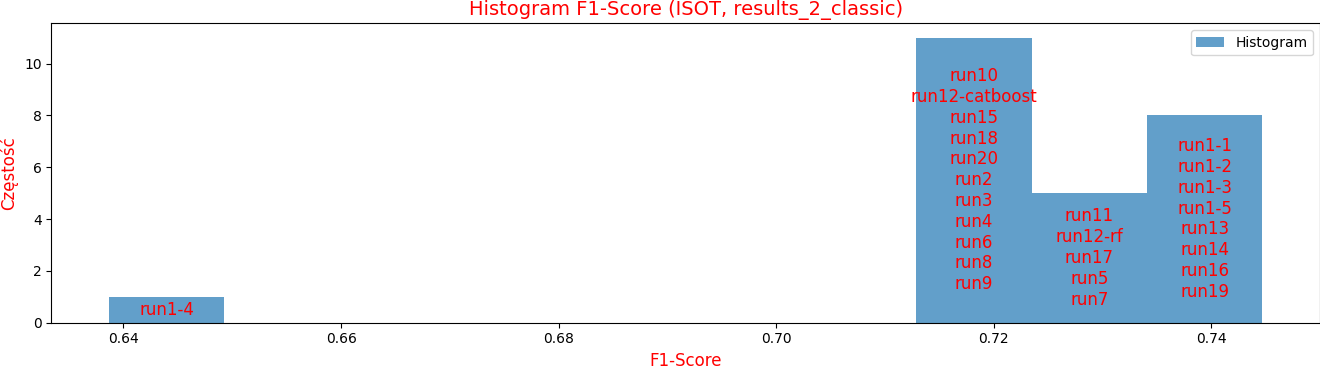 Histogram F1-Score (ISOT, results_2_classic)
Histogram
Częstość
10
8
6
4
2
0
run1-4
run10
run12-catboost
run15
run18
run20
run2
run3
run4
run6
run8
run9
run11
run12-rf
run17
run5
run7
run1-1
run1-2
run1-3
run1-5
run13
run14
run16
run19
0.64
0.66
0.68
0.70
0.72
0.74
F1-Score